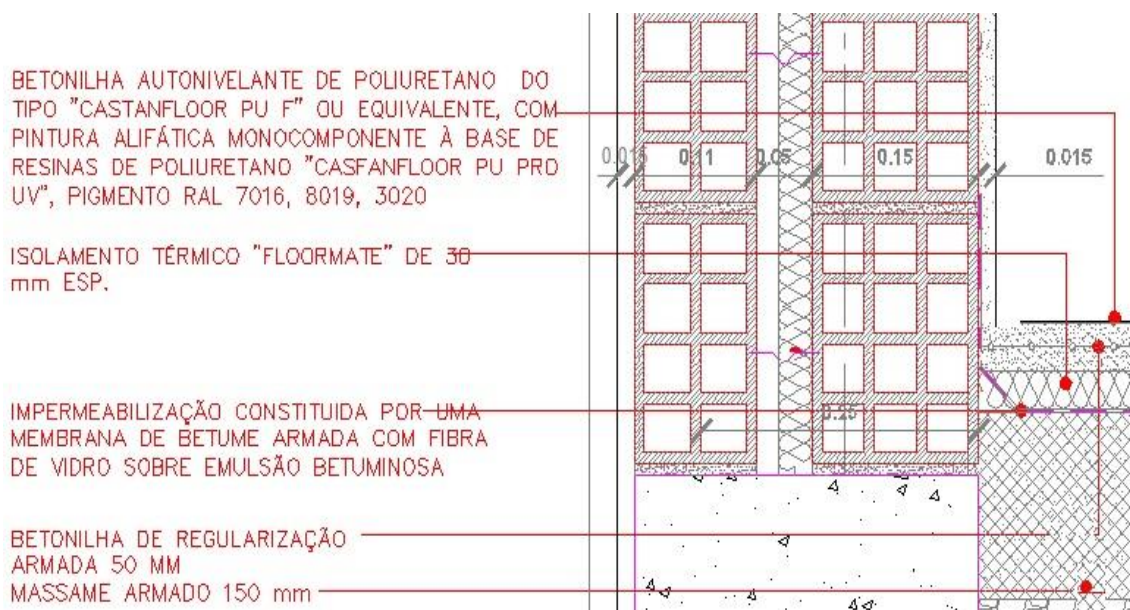 BETONILHA AUTONIVELANTE DE POLIURETANO DO
TIPO "CASTANFLOOR PU F" OU EQUIVALENTE, COM
PINTURA ALIFÁTICA MONOCOMPONENTE À BASE DE
RESINAS DE POLIURETANO "CASFANFLOOR PU PRO
UV", PIGMENTO RAL 7016, 8019, 3020
0.015 0.11 0.05 0.15 0.015
ISOLAMENTO TÉRMICO "FLOORMATE" DE 30
mm ESP.
IMPERMEABILIZAÇÃO CONSTITUIDA POR UMA
MEMBRANA DE BETUME ARMADA COM FIBRA
DE VIDRO SOBRE EMULSÃO BETUMINOSA
0.25
BETONILHA DE REGULARIZAÇÃO
ARMADA 50 MM
MASSAME ARMADO 150 mm